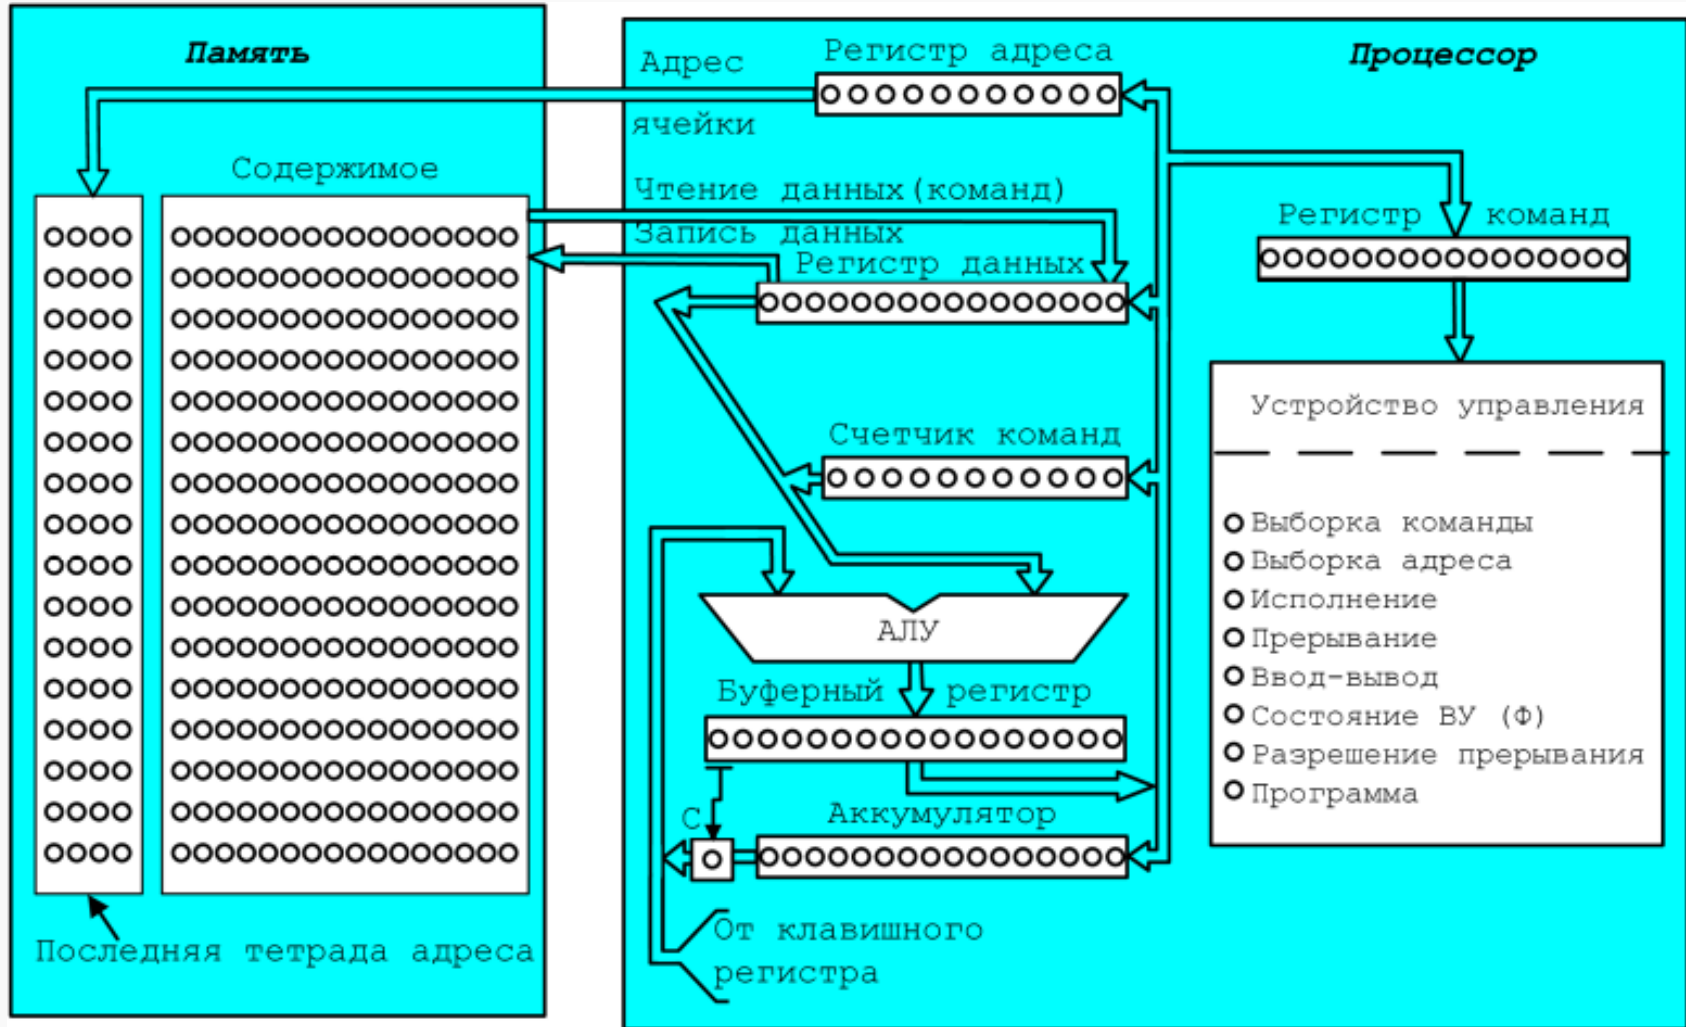 Память
Процессор
Адрес
ячейки
Регистр адреса
Содержимое
Чтение данных(команд)
Запись данных
Регистр данных
Регистр команд
Устройство управления
Счетчик команд
Выборка команды
Выборка адреса
Исполнение
Прерывание
Ввод-вывод
Состояние ВУ (Ф)
Разрешение прерывания
Программа
АЛУ
Буферный регистр
С
Аккумулятор
От клавишного
регистра
Последняя тетрада адреса